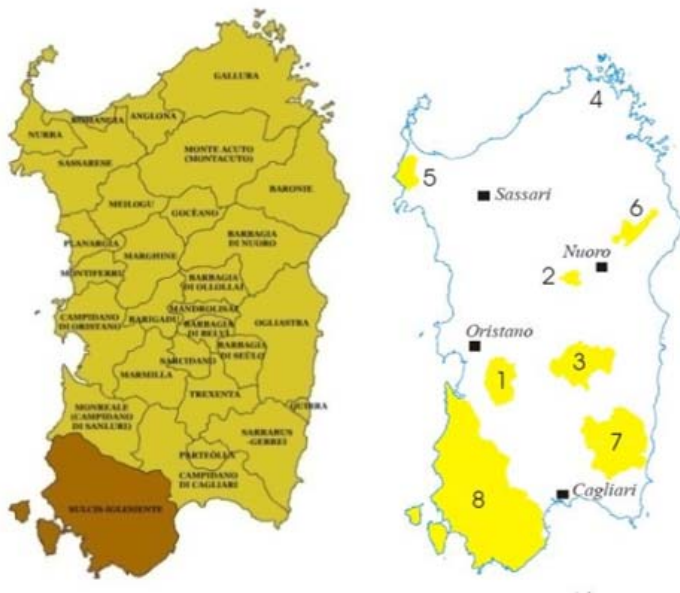 GALLURA
ROMANGIA
ANGLONA
NURRA
SASSARESE
MONTE ACUTO
(MONTACUTO)
BARONIE
MEILOGU
GOCÈANO
PLANARGIA
MARGHINE
BARBAGIA
DI NUORO
MONTIFERRU
BARBAGIA
DI OLLOLAI
CAMPIDANO
DI ORISTANO
BARIGADU
MANDROLISAI
BARBAGIA
DI BELVÌ
OGLIASTRA
SARCIDANO
BARBAGIA
DI SEÙLO
MARMILLA
TREXENTA
QUIRRA
MONREALE
(CAMPIDANO
DI SANLURI)
SARRABUS
-GERREI
PARTEÒLLA
CAMPIDANO
DI CAGLIARI
SULCIS-IGLESIENTE
4
5
Sassari
6
Nuoro
2
Oristano
3
1
7
Cagliari
8